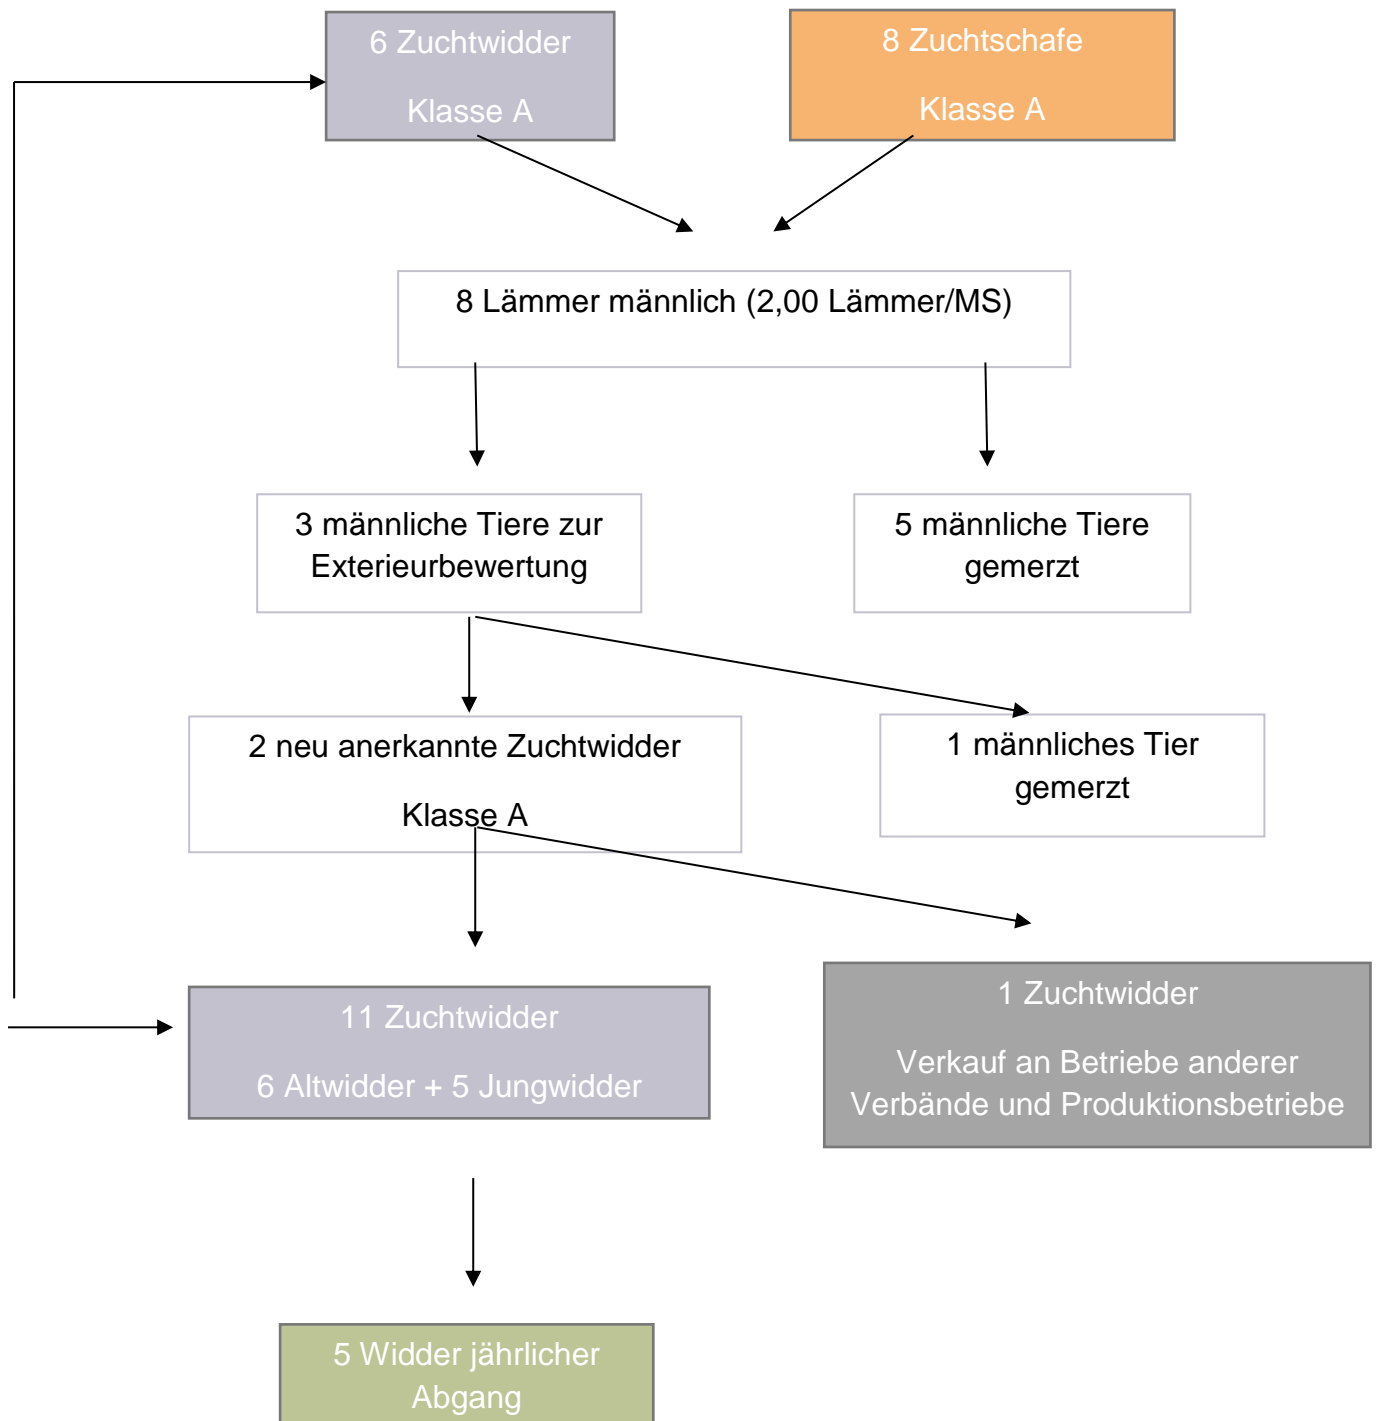 6 Zuchtwidder
Klasse A
8 Zuchtschafe
Klasse A
8 Lämmer männlich (2,00 Lämmer/MS)
3 männliche Tiere zur
Exterieurbewertung
5 männliche Tiere
gemerzt
2 neu anerkannte Zuchtwidder
Klasse A
1 männliches Tier
gemerzt
11 Zuchtwidder
6 Altwidder + 5 Jungwidder
1 Zuchtwidder
Verkauf an Betriebe anderer
Verbände und Produktionsbetriebe
5 Widder jährlicher
Abgang